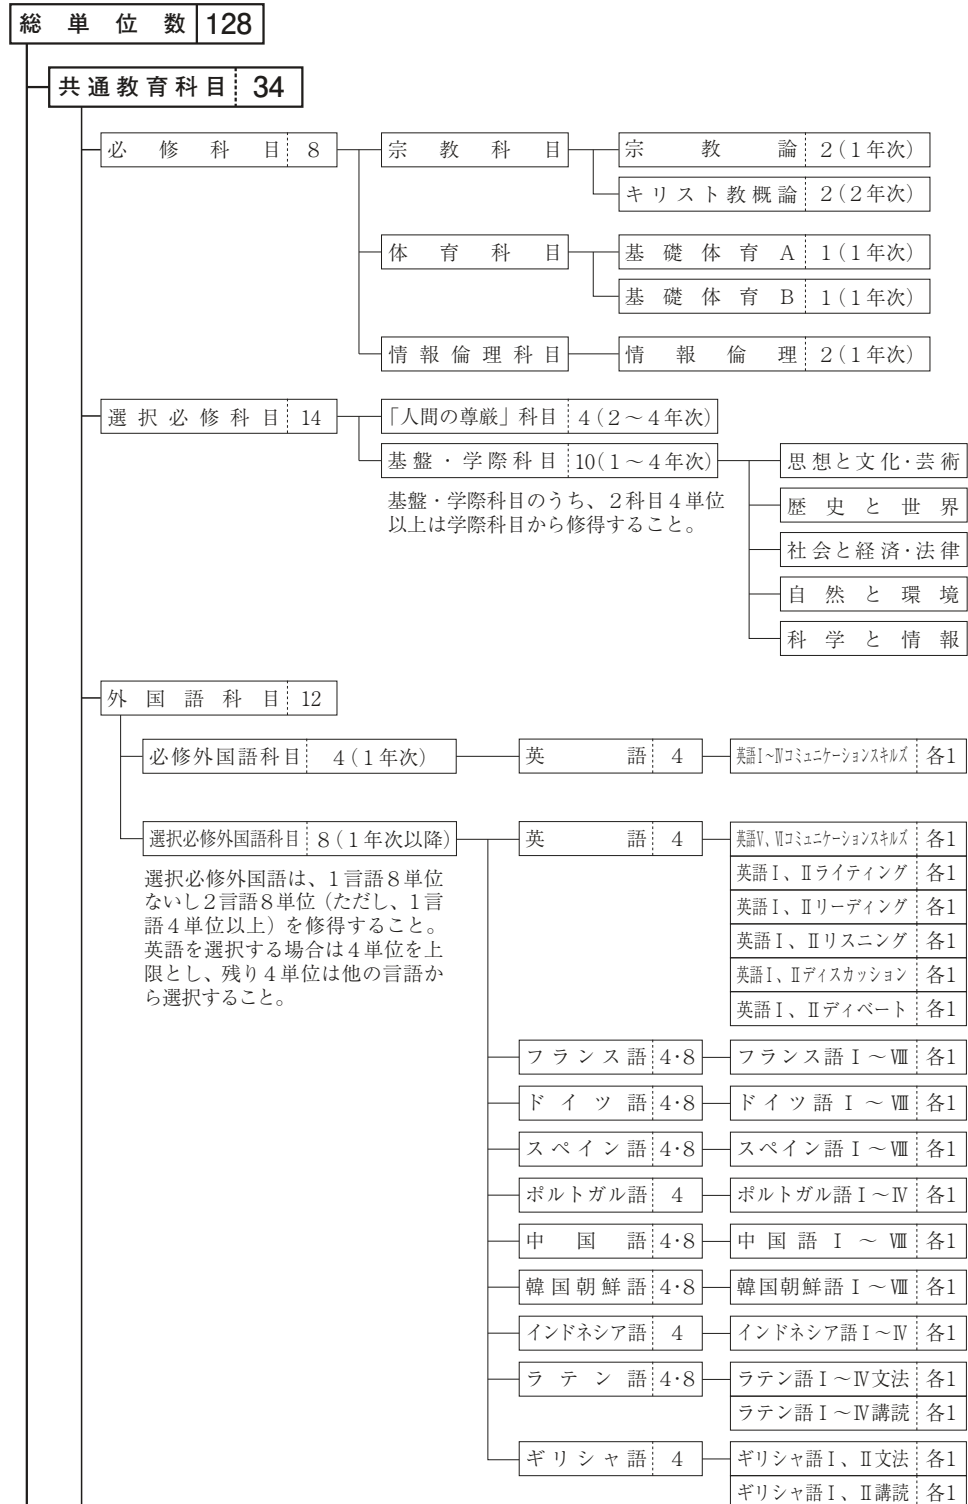 総単位数 128
共通教育科目 34
必修科目 8 宗教科目 宗教論 2(1年次)
キリスト教概論 2(2年次)
体育科目 基礎体育A 1(1年次)
基礎体育B 1(1年次)
情報倫理科目 情報倫理 2(1年次)
選択必修科目 14 「人間の尊厳」科目 4(2～4年次)
基盤・学際科目 10(1～4年次) 思想と文化・芸術
基盤・学際科目のうち、2科目4単位
以上は学際科目から修得すること。
歴史と世界
社会と経済・法律
自然と環境
科学と情報
外国語科目 12
必修外国語科目 4(1年次) 英語 4 英語Ⅰ～Ⅳコミュニケーションスキルズ 各1
選択必修外国語科目 8(1年次以降) 英語 4 英語Ⅴ、Ⅵコミュニケーションスキルズ 各1
選択必修外国語は、1言語8単位
ないし2言語8単位（ただし、1言
語4単位以上）を修得すること。
英語を選択する場合は4単位を上
限とし、残り4単位は他の言語か
ら選択すること。
英語Ⅰ、Ⅱライティング 各1
英語Ⅰ、Ⅱリーディング 各1
英語Ⅰ、Ⅱリスニング 各1
英語Ⅰ、Ⅱディスカッション 各1
英語Ⅰ、Ⅱディベート 各1
フランス語 4・8 フランス語Ⅰ～Ⅷ 各1
ドイツ語 4・8 ドイツ語Ⅰ～Ⅷ 各1
スペイン語 4・8 スペイン語Ⅰ～Ⅷ 各1
ポルトガル語 4 ポルトガル語Ⅰ～Ⅳ 各1
中国語 4・8 中国語Ⅰ～Ⅷ 各1
韓国朝鮮語 4・8 韓国朝鮮語Ⅰ～Ⅷ 各1
インドネシア語 4 インドネシア語Ⅰ～Ⅳ 各1
ラテン語 4・8 ラテン語Ⅰ～Ⅳ文法 各1
ラテン語Ⅰ～Ⅳ講読 各1
ギリシャ語 4 ギリシャ語Ⅰ、Ⅱ文法 各1
ギリシャ語Ⅰ、Ⅱ講読 各1